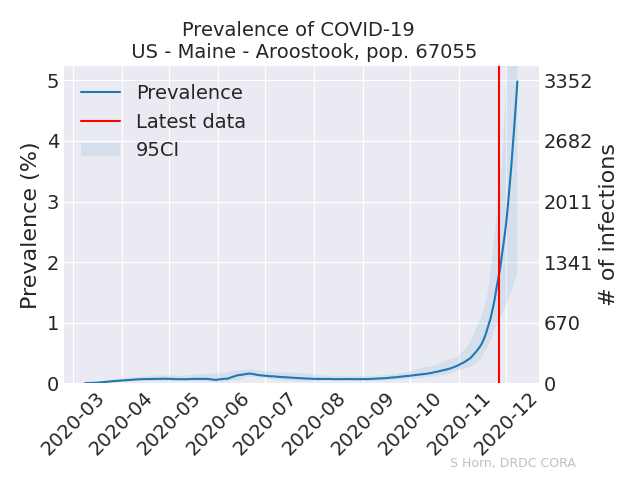 Prevalence of COVID-19
US - Maine - Aroostook, pop. 67055
Prevalence
Latest data
95CI
Prevalence (%)
5
4
3
2
1
0
# of infections
3352
2682
2011
1341
670
0
2020-03
2020-04
2020-05
2020-06
2020-07
2020-08
2020-09
2020-10
2020-11
2020-12
S Horn, DRDC CORA